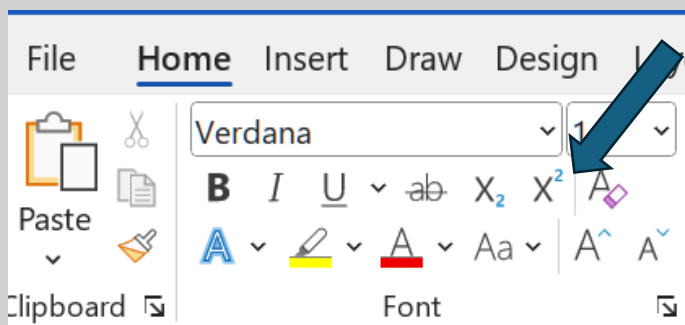 File Home Insert Draw Design
Verdana
B I U ab X₂ X² A
Paste
A A Aa A A
Clipboard Font